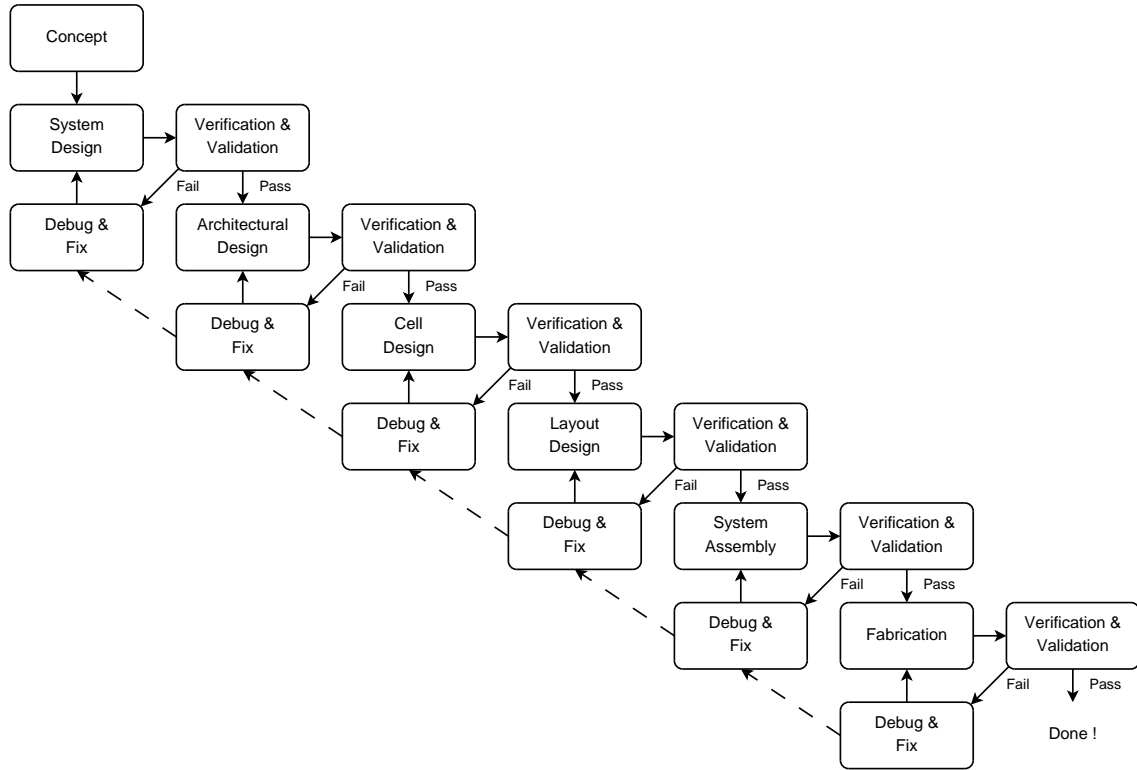 Concept
System
Design
Verification &
Validation
Fail
Pass
Debug &
Fix
Architectural
Design
Verification &
Validation
Fail
Pass
Debug &
Fix
Cell
Design
Verification &
Validation
Fail
Pass
Debug &
Fix
Layout
Design
Verification &
Validation
Fail
Pass
Debug &
Fix
System
Assembly
Verification &
Validation
Fail
Pass
Debug &
Fix
Fabrication
Verification &
Validation
Fail
Pass
Debug &
Fix
Done !